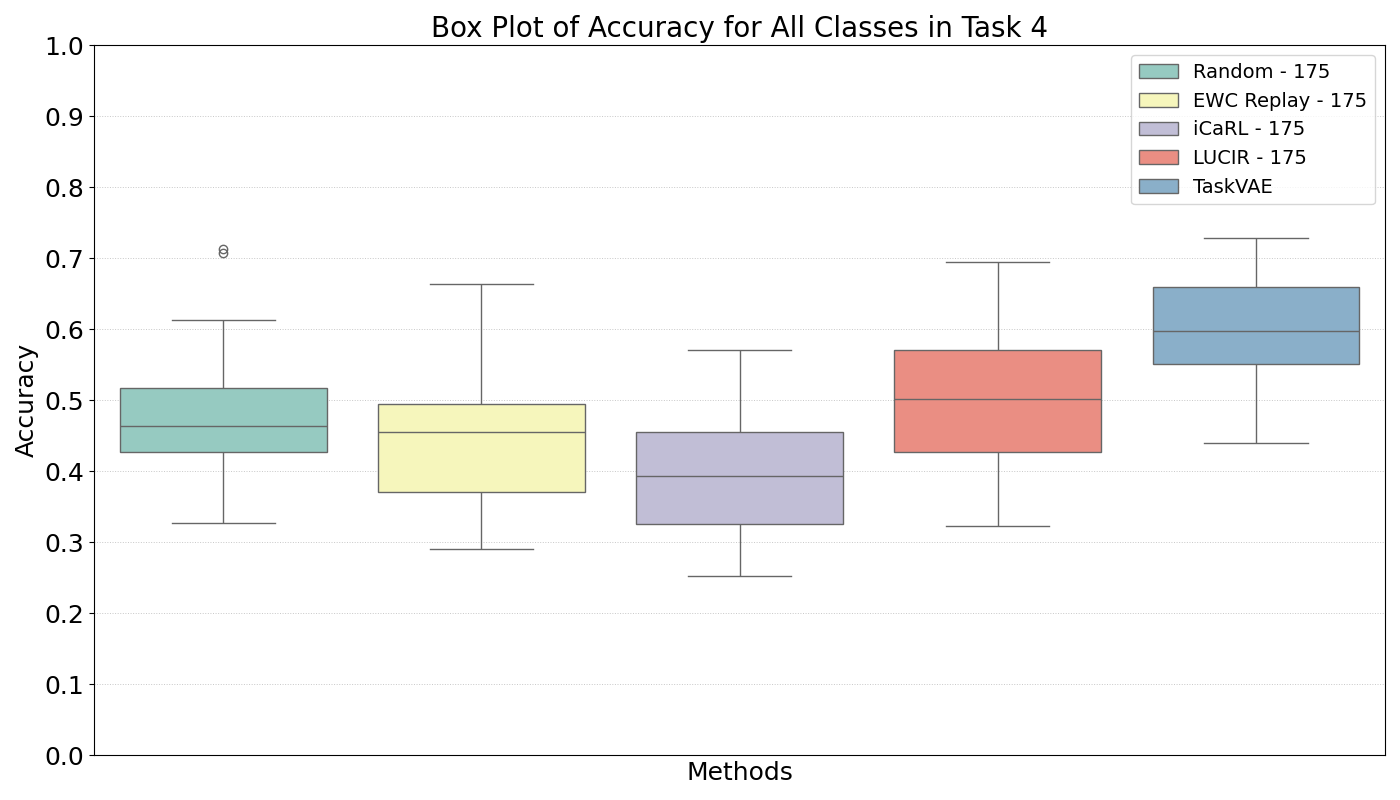 Box Plot of Accuracy for All Classes in Task 4
1.0
0.9
0.8
0.7
0.6
0.5
0.4
0.3
0.2
0.1
0.0
Accuracy
Methods
Random - 175
EWC Replay - 175
iCaRL - 175
LUCIR - 175
TaskVAE